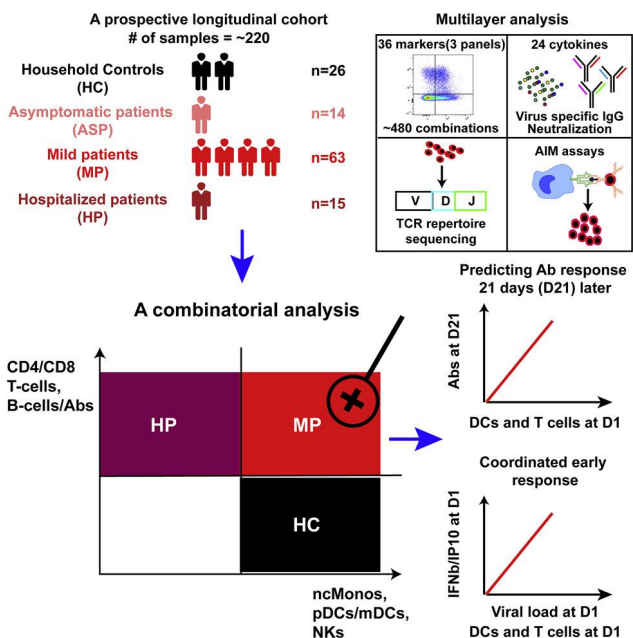 A prospective longitudinal cohort
# of samples = ~220
Household Controls
(HC)
n=26
Asymptomatic patients
(ASP)
n=14
Mild patients
(MP)
n=63
Hospitalized patients
(HP)
n=15
Multilayer analysis
36 markers(3 panels)
~480 combinations
24 cytokines
Virus specific IgG
Neutralization
V D J
TCR repertoire
sequencing
AIM assays
A combinatorial analysis
CD4/CD8
T-cells,
B-cells/Abs
HP
MP
HC
ncMonos,
pDCs/mDCs,
NKs
Predicting Ab response
21 days (D21) later
Abs at D21
DCs and T cells at D1
Coordinated early
response
IFNb/IP10 at D1
Viral load at D1
DCs and T cells at D1